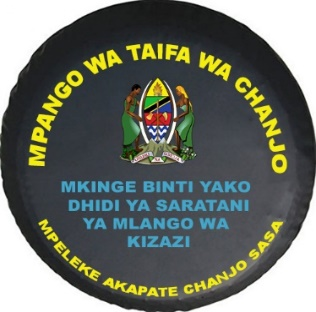 MPANGO WA TAIFA WA CHANJO
MKINGE BINTI YAKO
DHIDI YA SARATANI
YA MLANGO WA
KIZAZI
MPELEKE AKAPATE CHANJO SASA